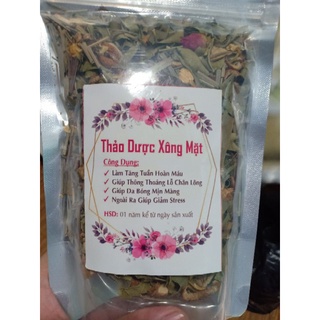 Thảo Dược Xông Mặt
Công Dụng:
✓ Làm Tăng Tuần Hoàn Máu
✓ Giúp Thông Thoáng Lỗ Chân Lông
✓ Giúp Da Bóng Mịn Màng
✓ Ngoài Ra Giúp Giảm Stress
HSD: 01 năm kể từ ngày sản xuất